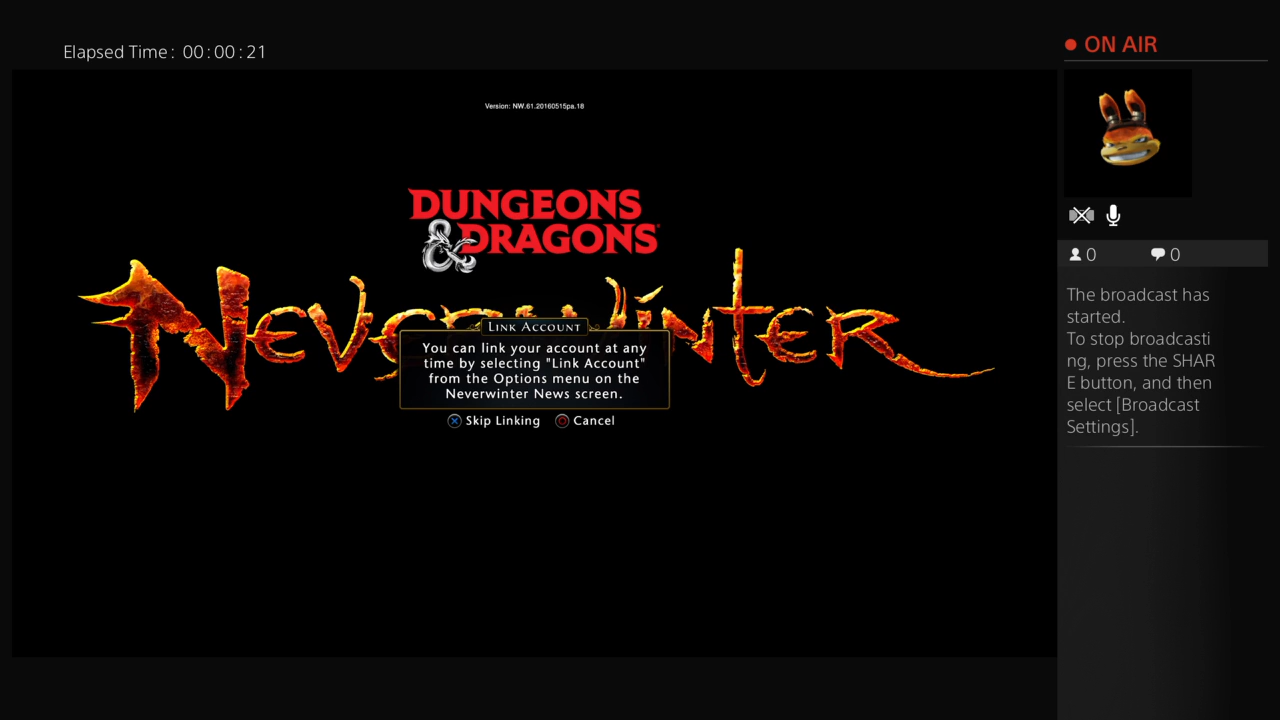 Elapsed Time: 00:00:21
ON AIR
Version: NW.61.20160515pa.18
DUNGEONS
& DRAGONS
NEVERWINTER
LINK ACCOUNT
You can link your account at any
time by selecting "Link Account"
from the Options menu on the
Neverwinter News screen.
Skip Linking Cancel
0 0
The broadcast has
started.
To stop broadcasti
ng, press the SHAR
E button, and then
select [Broadcast
Settings].